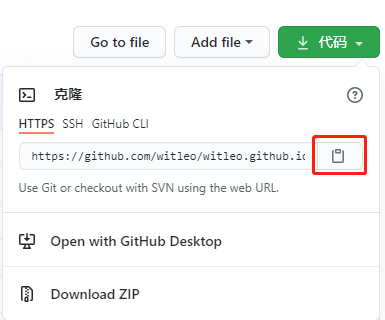 Go to file Add file 代码
克隆
HTTPS SSH GitHub CLI
https://github.com/witleo/witleo.github.io
Use Git or checkout with SVN using the web URL.
Open with GitHub Desktop
Download ZIP